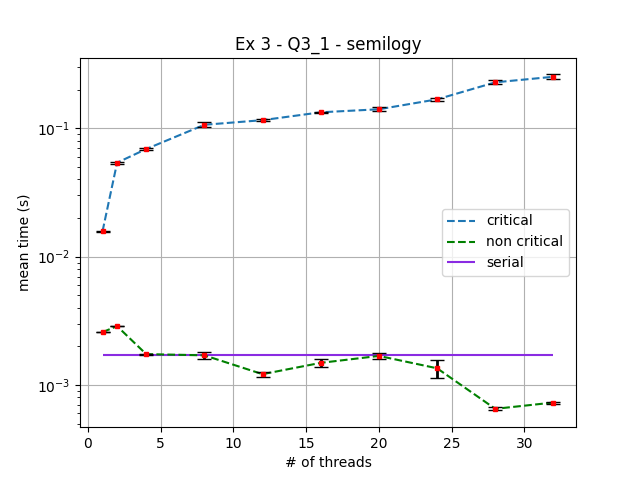 Ex 3 - Q3_1 - semilogy
mean time (s)
10⁻¹
10⁻²
10⁻³
critical
non critical
serial
0 5 10 15 20 25 30
# of threads